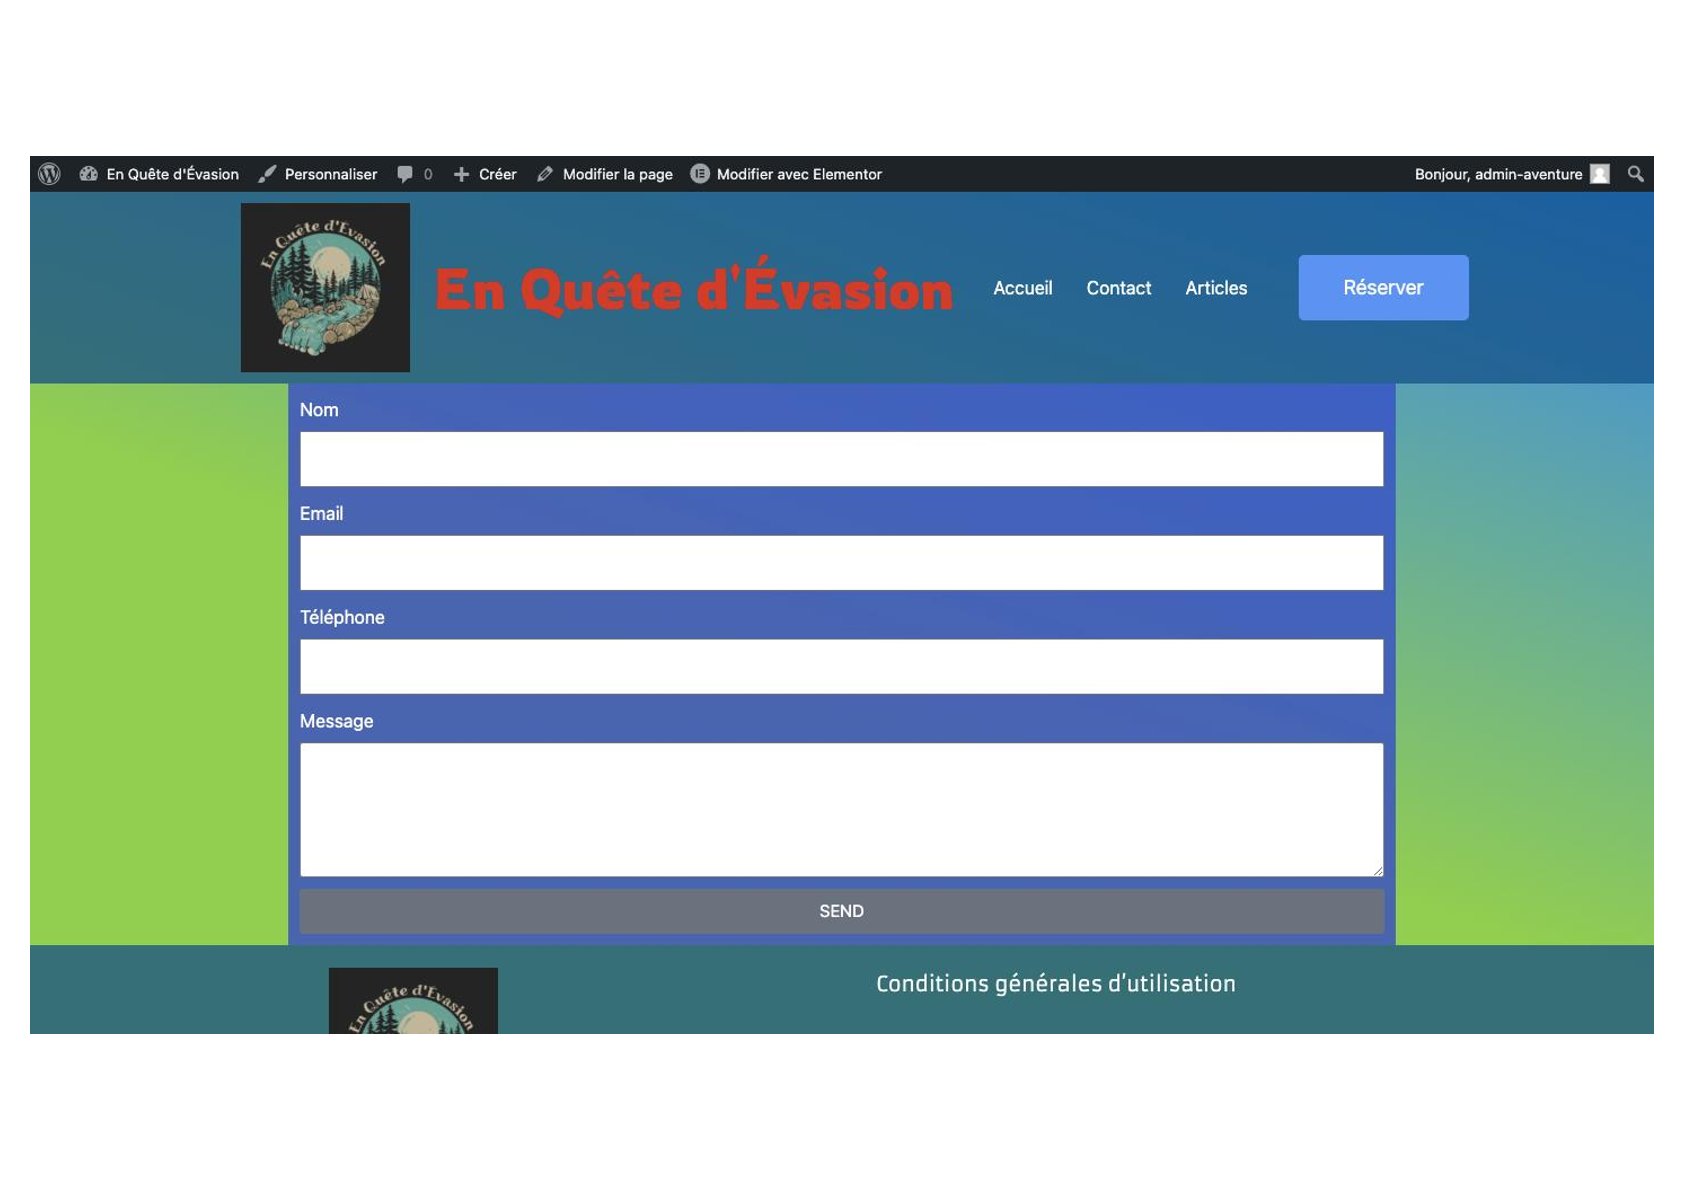 En Quête d'Évasion Personnaliser 0 Créer Modifier la page Modifier avec Elementor Bonjour, admin-aventure
En Quête d'Evasion
En Quête d'Évasion Accueil Contact Articles Réserver
Nom
Email
Téléphone
Message
SEND
Conditions générales d’utilisation
En Quête d'Evasion